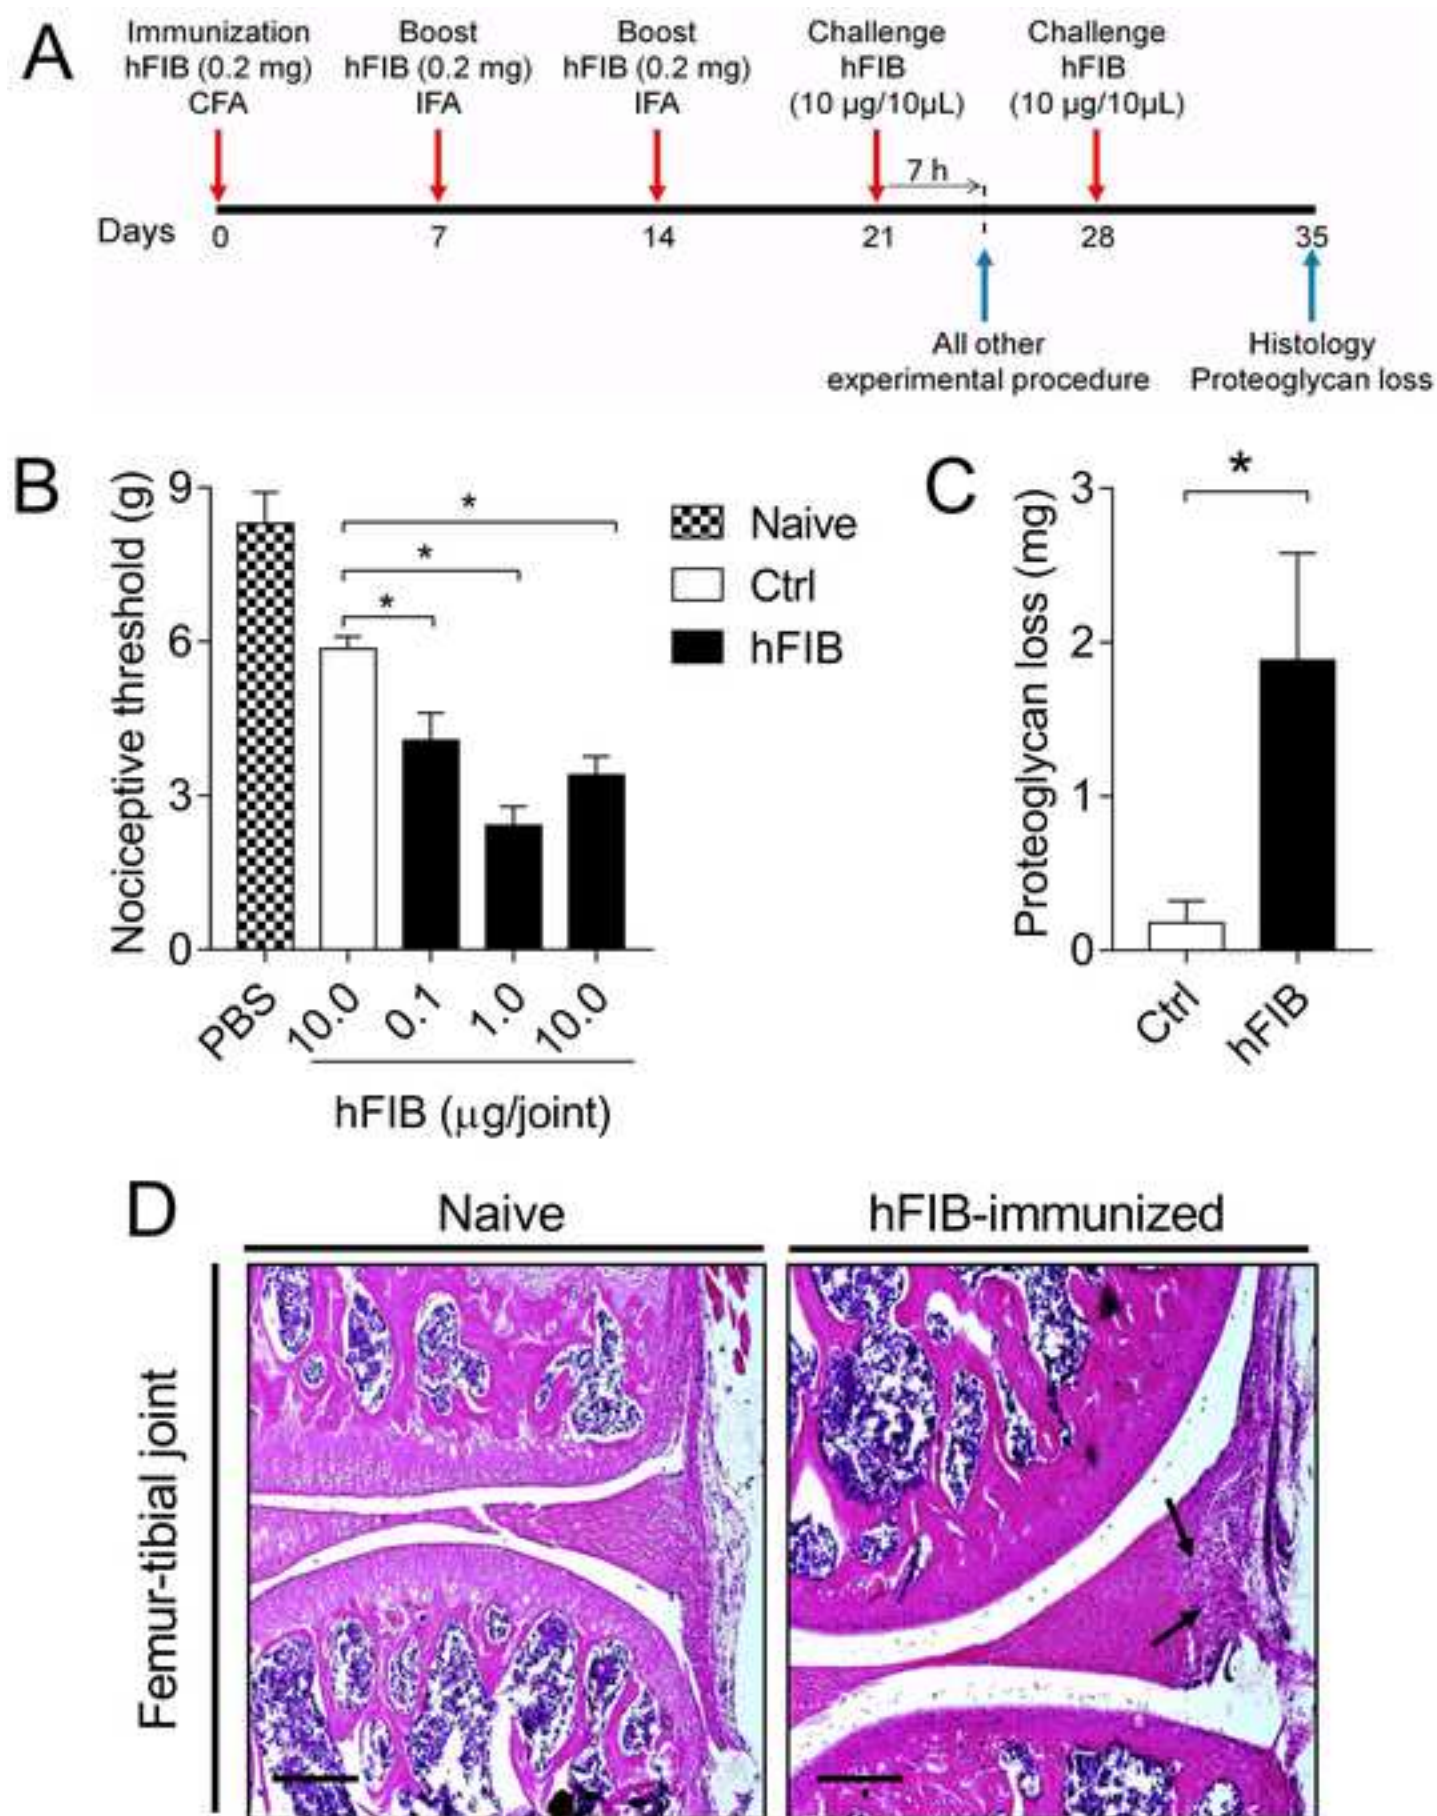 A
Immunization
hFIB (0.2 mg)
CFA
Boost
hFIB (0.2 mg)
IFA
Boost
hFIB (0.2 mg)
IFA
Challenge
hFIB
(10 µg/10µL)
Challenge
hFIB
(10 µg/10µL)
7 h
Days
0
7
14
21
28
35
All other
experimental procedure
Histology
Proteoglycan loss
B
Nociceptive threshold (g)
9
6
3
0
*
*
*
PBS
10.0
0.1
1.0
10.0
hFIB (µg/joint)
Naive
Ctrl
hFIB
C
Proteoglycan loss (mg)
3
2
1
0
*
Ctrl
hFIB
D
Naive
hFIB-immunized
Femur-tibial joint